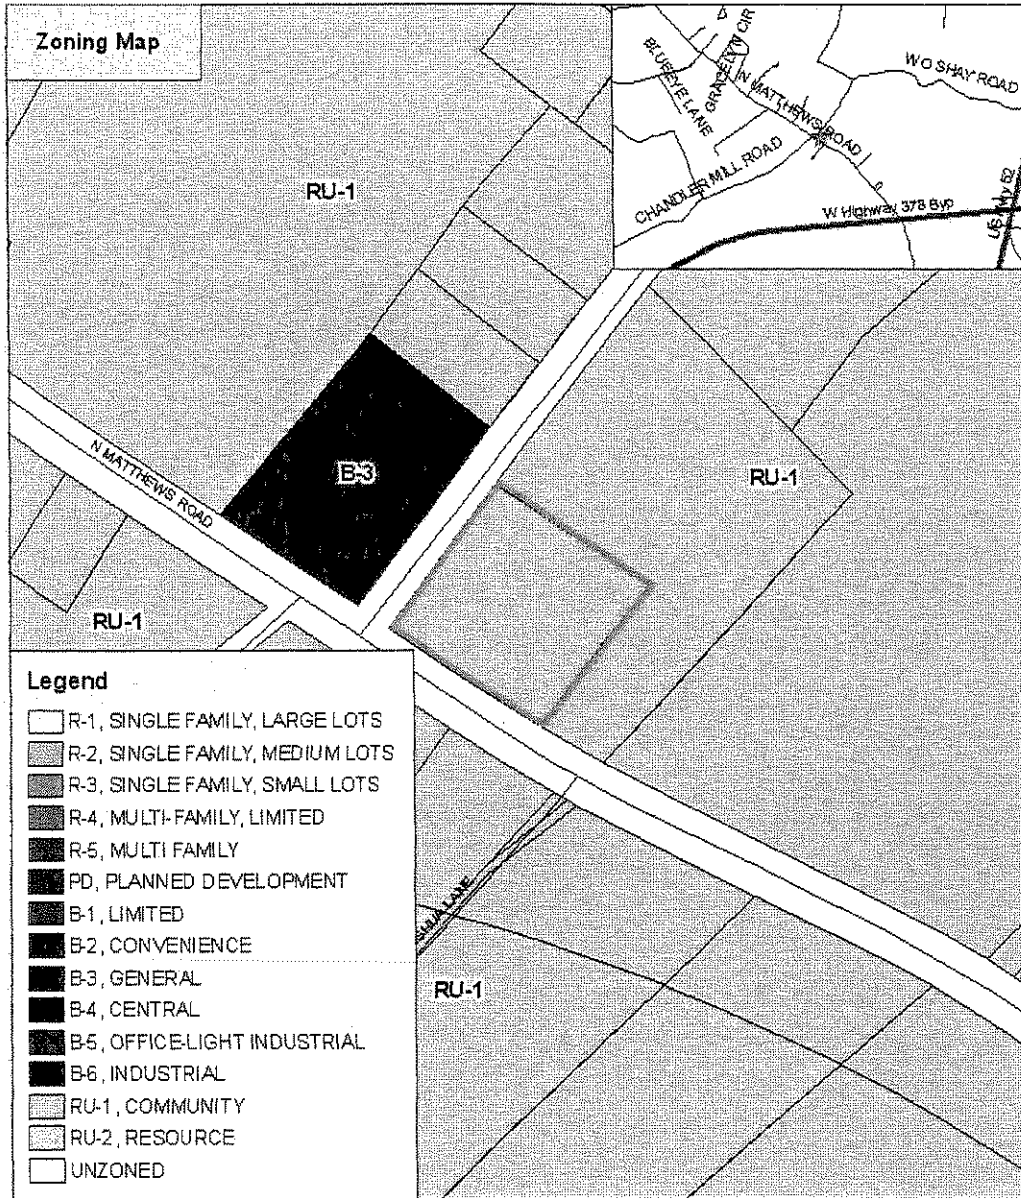 Zoning Map
BLUBEYE LANE
GRACELYN CIR
N MATTHEWS ROAD
WO SHAY ROAD
CHANDLER MILL ROAD
W Highway 378 Byp
US Hwy 52
RU-1
B-3
N MATTHEWS ROAD
RU-1
RU-1
SHUA LANE
RU-1
Legend
R-1, SINGLE FAMILY, LARGE LOTS
R-2, SINGLE FAMILY, MEDIUM LOTS
R-3, SINGLE FAMILY, SMALL LOTS
R-4, MULTI-FAMILY, LIMITED
R-5, MULTI FAMILY
PD, PLANNED DEVELOPMENT
B-1, LIMITED
B-2, CONVENIENCE
B-3, GENERAL
B-4, CENTRAL
B-5, OFFICE-LIGHT INDUSTRIAL
B-6, INDUSTRIAL
RU-1, COMMUNITY
RU-2, RESOURCE
UNZONED